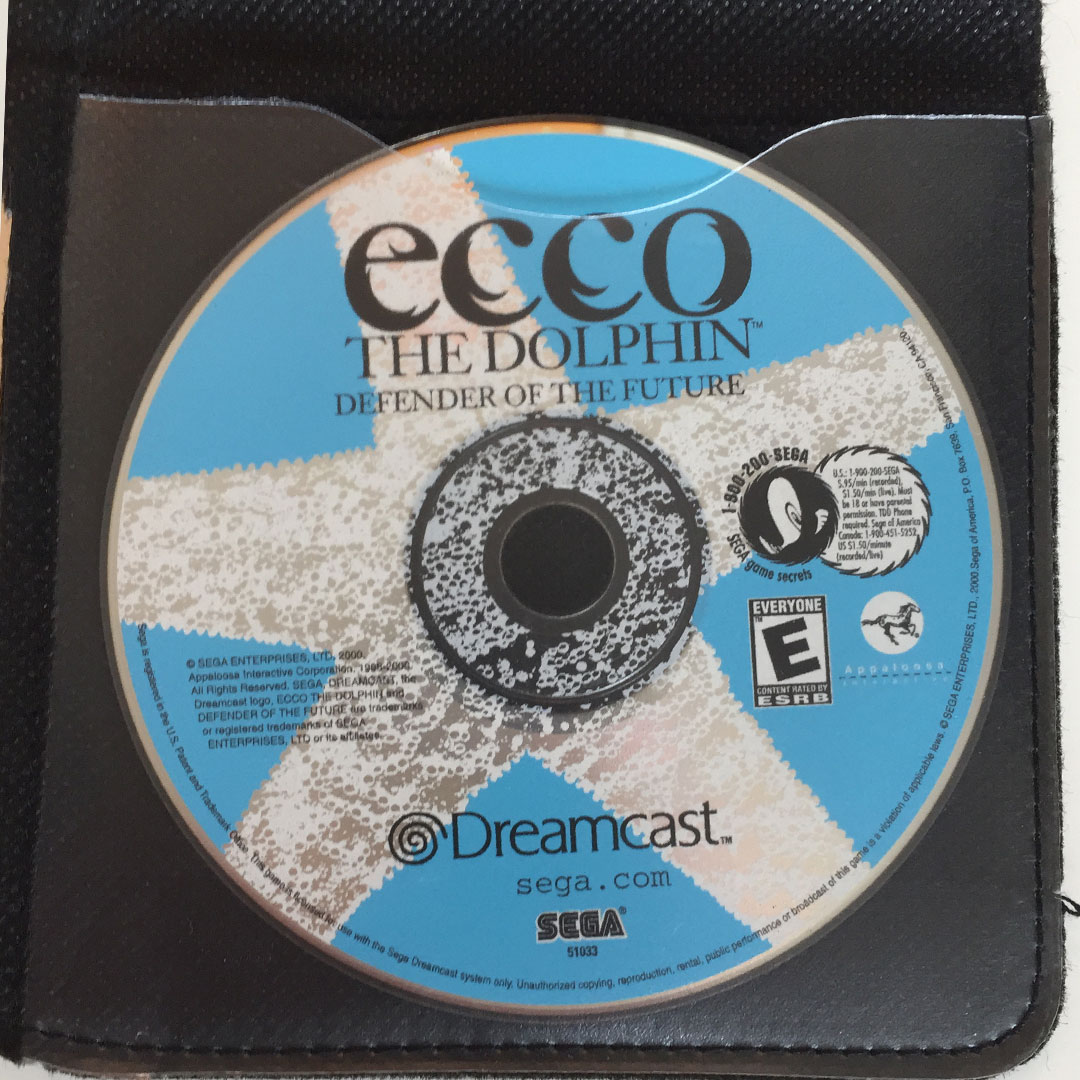 ecco
THE DOLPHIN™
DEFENDER OF THE FUTURE
1-900-200-SEGA
SEGA game secrets
U.S.: 1-900-200-SEGA
$.95/min (recorded),
$1.50/min (live). Must
be 18 or have parental
permission. TDD Phone
required. Sega of America
Canada: 1-900-451-5252
US $1.50/minute
(recorded/live)
EVERYONE
E
CONTENT RATED BY
ESRB
Appaloosa
© SEGA ENTERPRISES, LTD, 2000.
Appaloosa Interactive Corporation, 1998-2000.
All Rights Reserved. SEGA, DREAMCAST, the
Dreamcast logo, ECCO THE DOLPHIN and
DEFENDER OF THE FUTURE are trademarks
or registered trademarks of SEGA
ENTERPRISES, LTD or its affiliates.
Dreamcast™
sega.com
SEGA®
51033
Sega is registered in the U.S. Patent and Trademark Office. This game is licensed for use with the Sega Dreamcast system only. Unauthorized copying, reproduction, rental, public performance or broadcast of this game is a violation of applicable laws. © SEGA ENTERPRISES, LTD., 2000. Sega of America, P.O. Box 7639, San Francisco, CA 94120